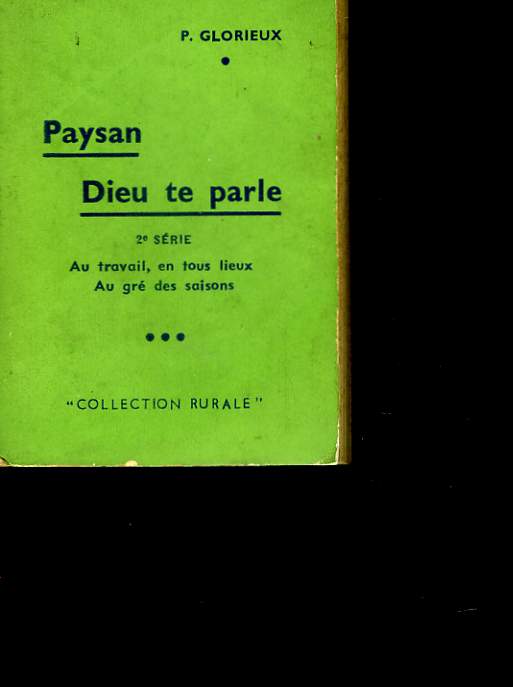 P. GLORIEUX
Paysan
Dieu te parle
2e SÉRIE
Au travail, en tous lieux
Au gré des saisons
"COLLECTION RURALE"